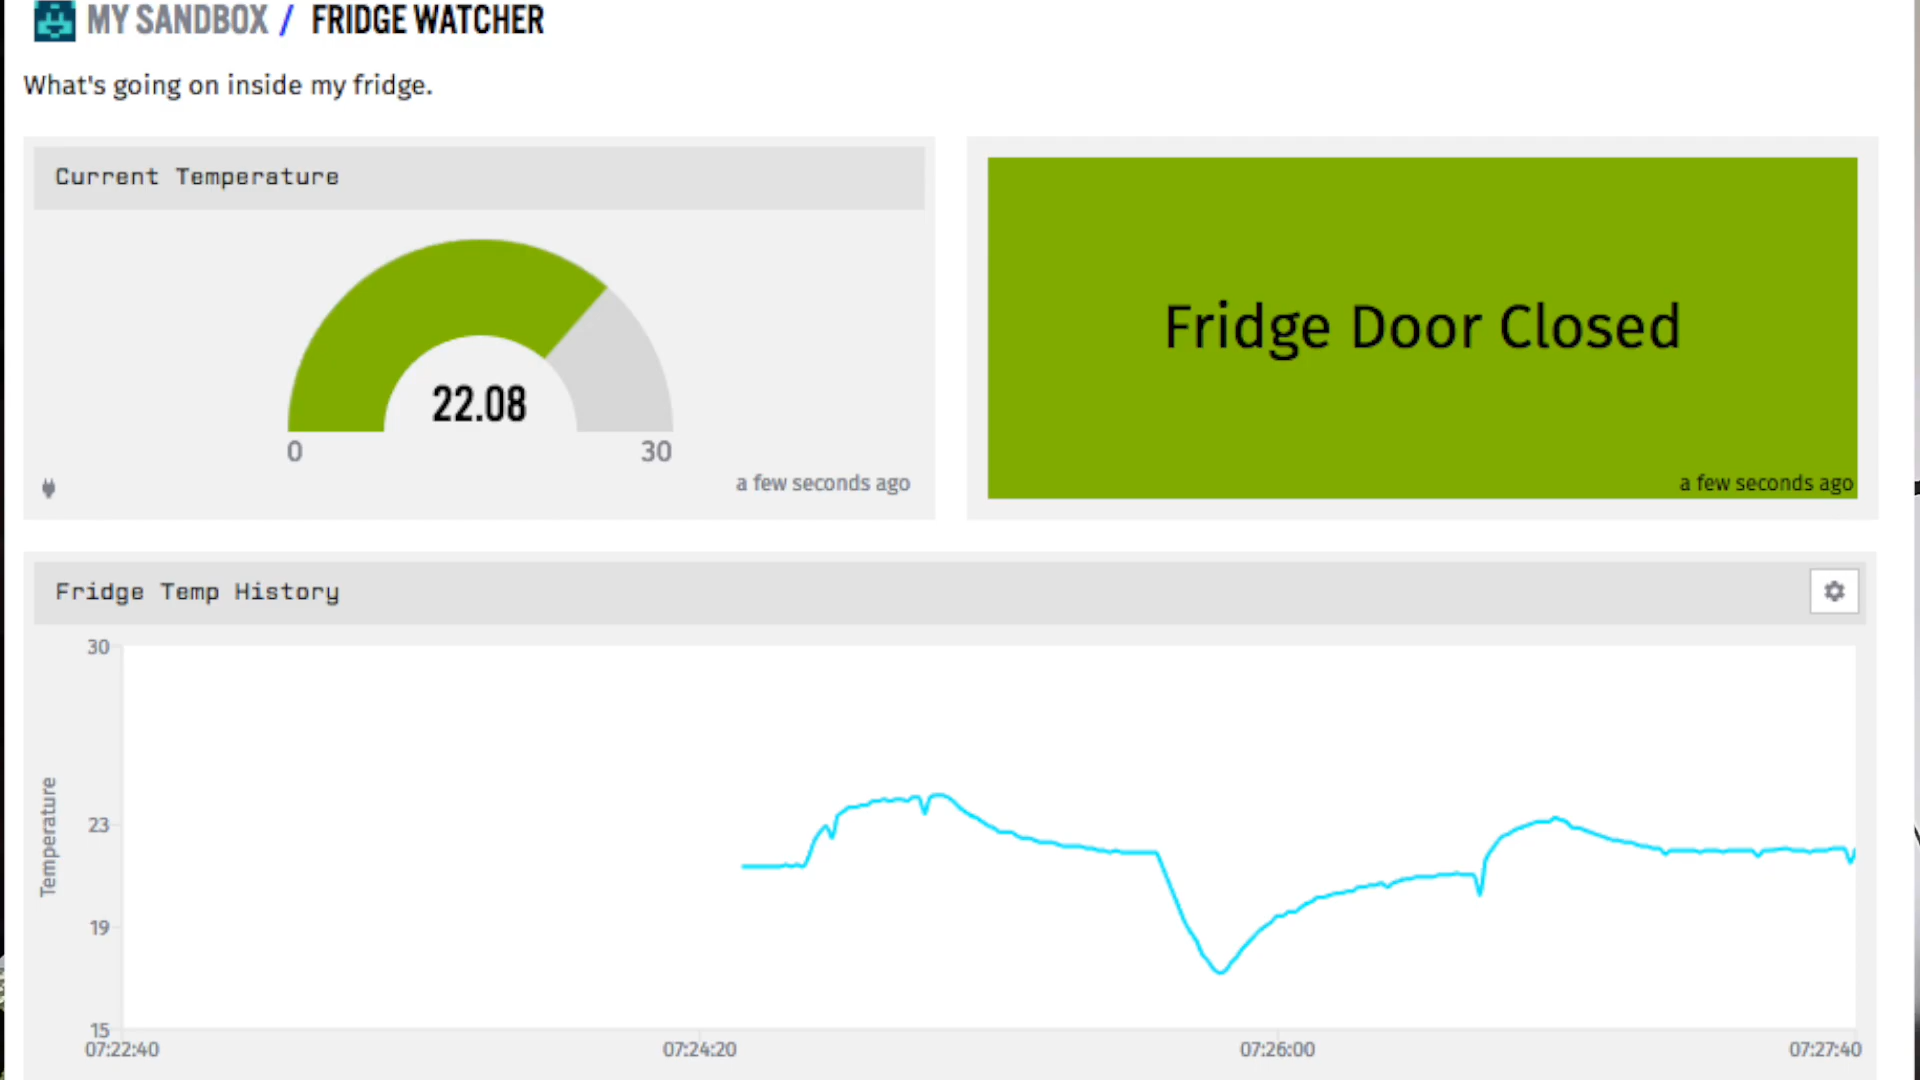 MY SANDBOX / FRIDGE WATCHER
What's going on inside my fridge.
Current Temperature
22.08
0
30
a few seconds ago
Fridge Door Closed
a few seconds ago
Fridge Temp History
30
23
19
15
Temperature
07:22:40
07:24:20
07:26:00
07:27:40